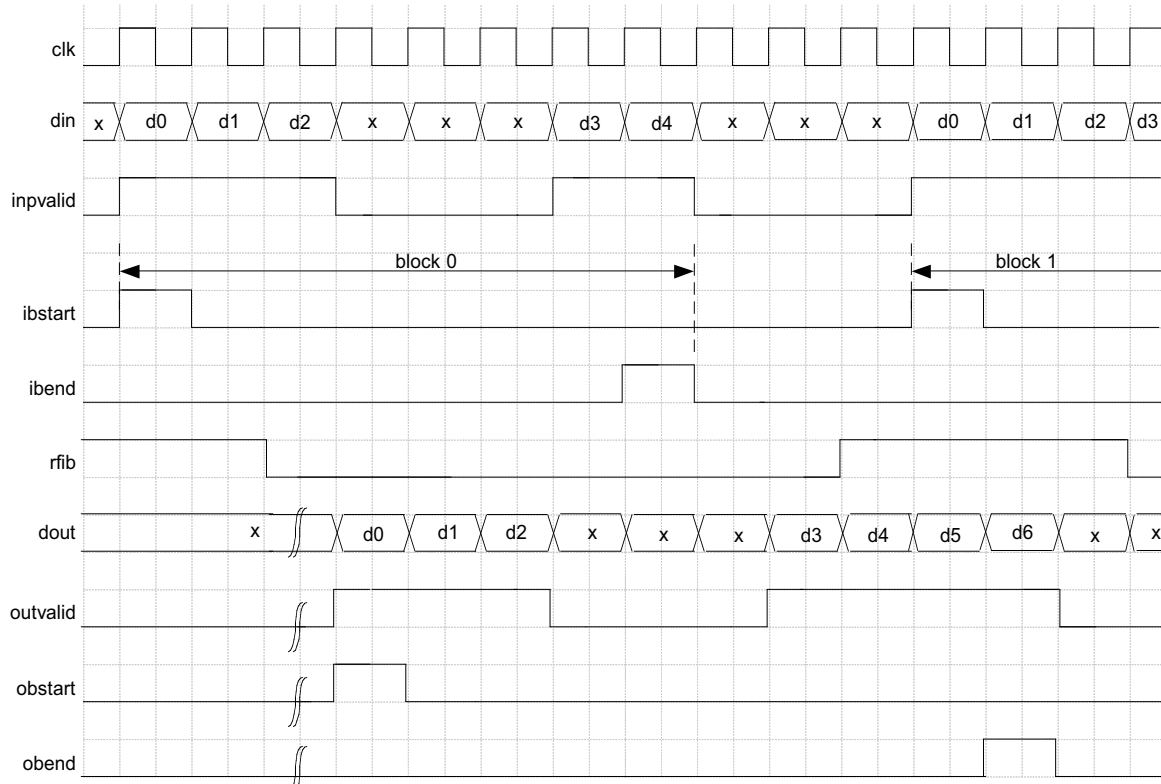 clk
din x d0 d1 d2 x x x d3 d4 x x x d0 d1 d2 d3
inpvalid
block 0 block 1
ibstart
ibend
rfib
dout x d0 d1 d2 x x x d3 d4 d5 d6 x x
outvalid
obstart
obend